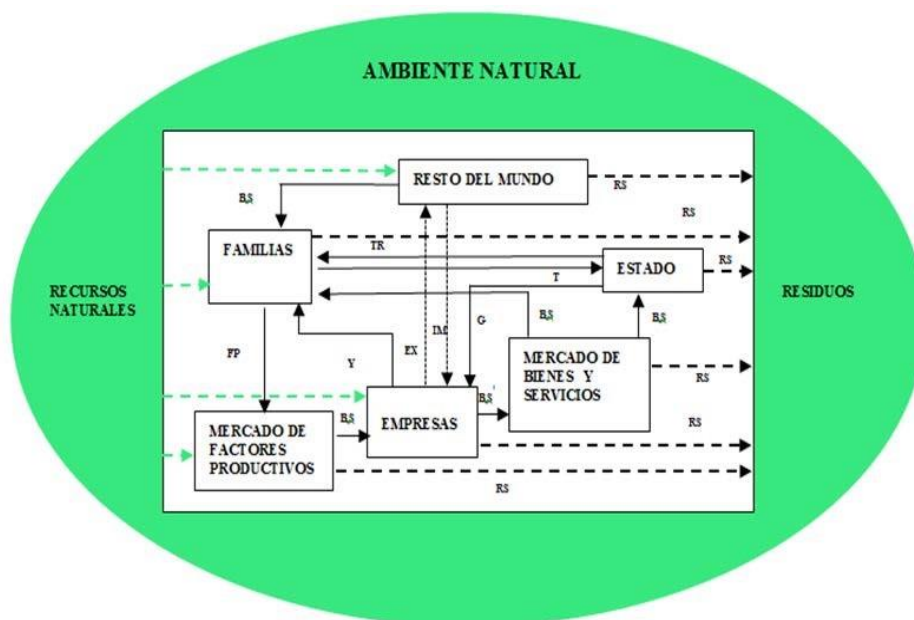 AMBIENTE NATURAL
RESTO DEL MUNDO
RS
B,S
RS
FAMILIAS
TR
ESTADO
RS
RECURSOS
NATURALES
T
RESIDUOS
G
B,S
B,S
FP
Y
EX
IM
MERCADO DE
BIENES Y
SERVICIOS
RS
B,S
B,S
EMPRESAS
RS
MERCADO DE
FACTORES
PRODUCTIVOS
RS